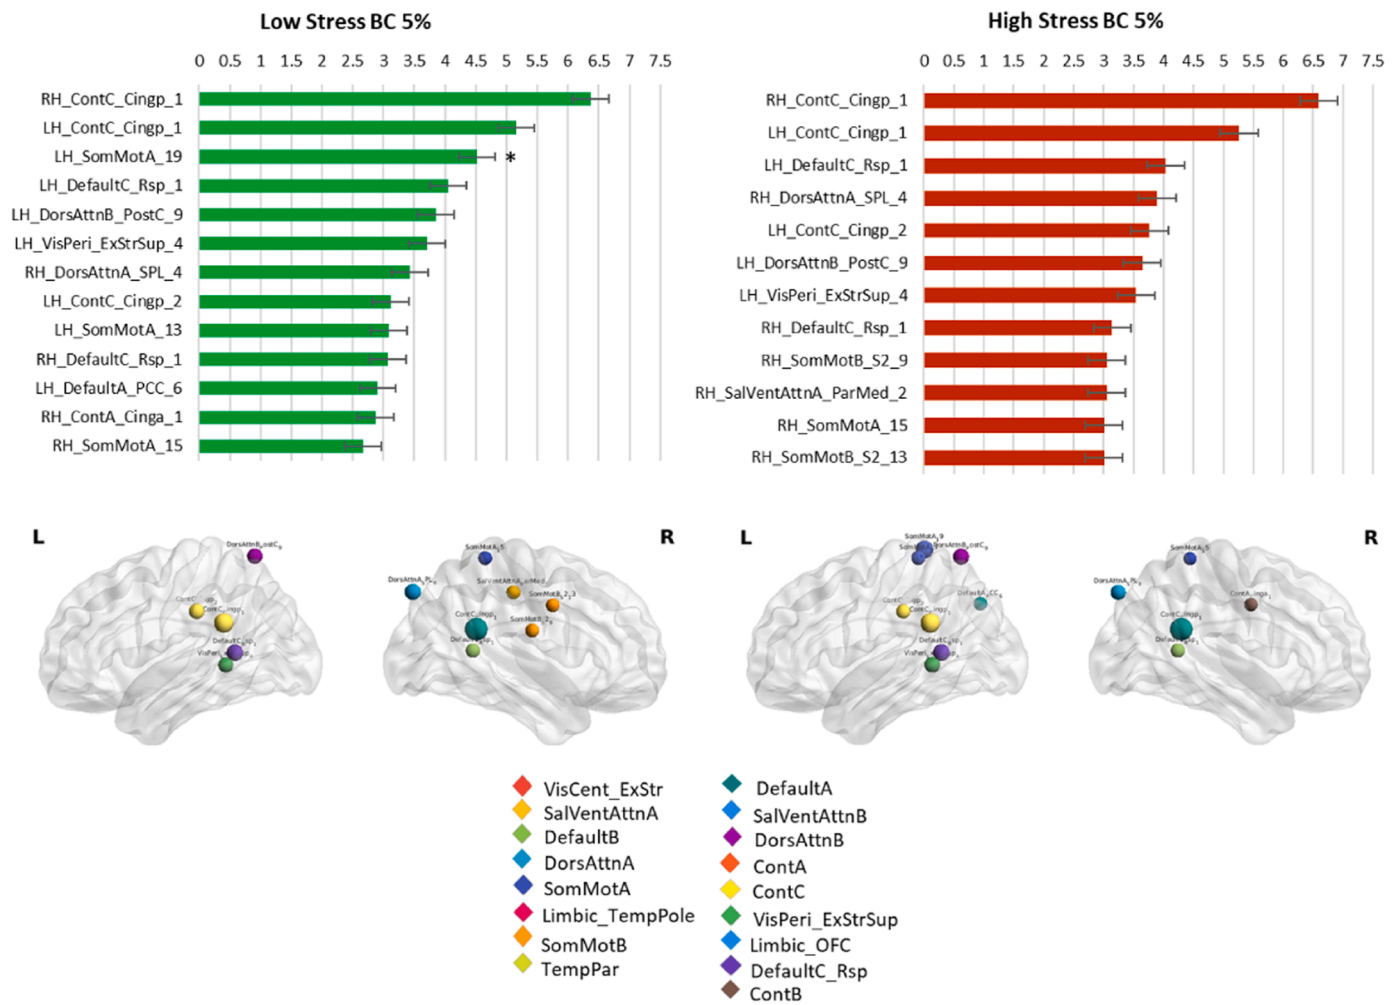 Low Stress BC 5%
0 0.5 1 1.5 2 2.5 3 3.5 4 4.5 5 5.5 6 6.5 7 7.5
RH_ContC_Cingp_1
LH_ContC_Cingp_1
LH_SomMotA_19
*
LH_DefaultC_Rsp_1
LH_DorsAttnB_PostC_9
LH_VisPeri_ExStrSup_4
RH_DorsAttnA_SPL_4
LH_ContC_Cingp_2
LH_SomMotA_13
RH_DefaultC_Rsp_1
LH_DefaultA_PCC_6
RH_ContA_Cinga_1
RH_SomMotA_15
High Stress BC 5%
0 0.5 1 1.5 2 2.5 3 3.5 4 4.5 5 5.5 6 6.5 7 7.5
RH_ContC_Cingp_1
LH_ContC_Cingp_1
LH_DefaultC_Rsp_1
RH_DorsAttnA_SPL_4
LH_ContC_Cingp_2
LH_DorsAttnB_PostC_9
LH_VisPeri_ExStrSup_4
RH_DefaultC_Rsp_1
RH_SomMotB_S2_9
RH_SalVentAttnA_ParMed_2
RH_SomMotA_15
RH_SomMotB_S2_13
L
R
L
R
VisCent_ExStr
SalVentAttnA
DefaultB
DorsAttnA
SomMotA
Limbic_TempPole
SomMotB
TempPar
DefaultA
SalVentAttnB
DorsAttnB
ContA
ContC
VisPeri_ExStrSup
Limbic_OFC
DefaultC_Rsp
ContB